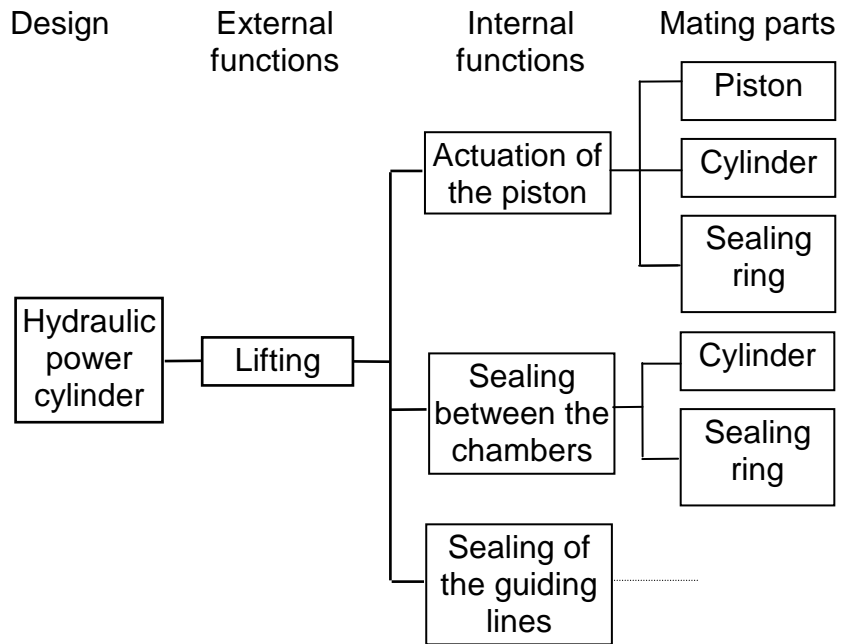 Design
External
functions
Internal
functions
Mating parts
Piston
Actuation of
the piston
Cylinder
Sealing
ring
Hydraulic
power
cylinder
Lifting
Sealing
between the
chambers
Cylinder
Sealing
ring
Sealing of
the guiding
lines